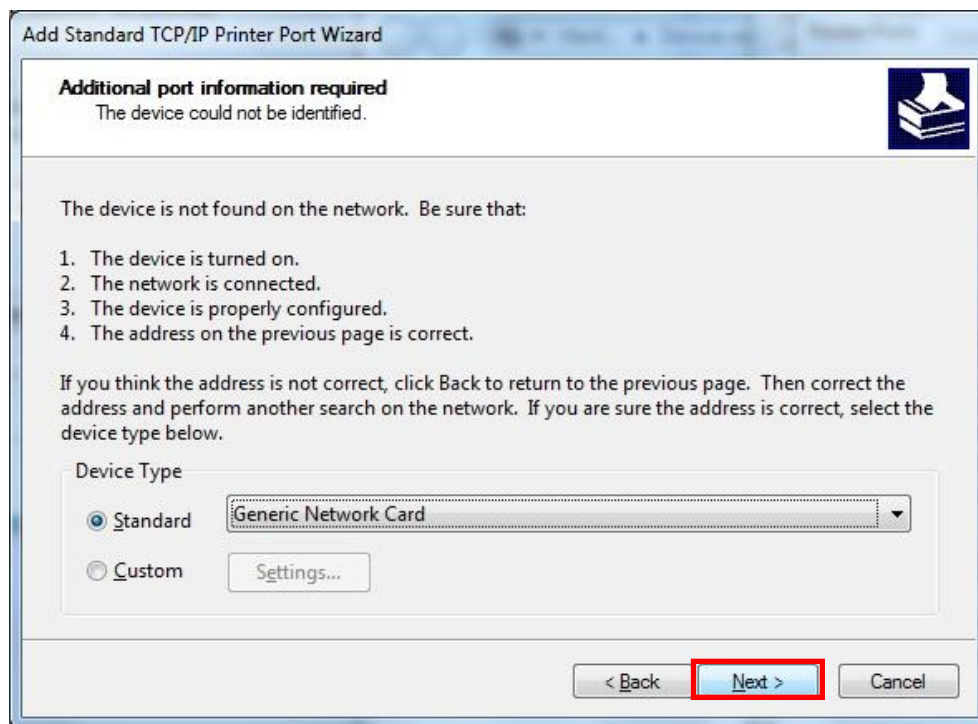 Add Standard TCP/IP Printer Port Wizard
Additional port information required
The device could not be identified.
The device is not found on the network.  Be sure that:
1.  The device is turned on.
2.  The network is connected.
3.  The device is properly configured.
4.  The address on the previous page is correct.
If you think the address is not correct, click Back to return to the previous page.  Then correct the
address and perform another search on the network.  If you are sure the address is correct, select the
device type below.
Device Type
Standard
Generic Network Card
Custom
Settings...
< Back
Next >
Cancel